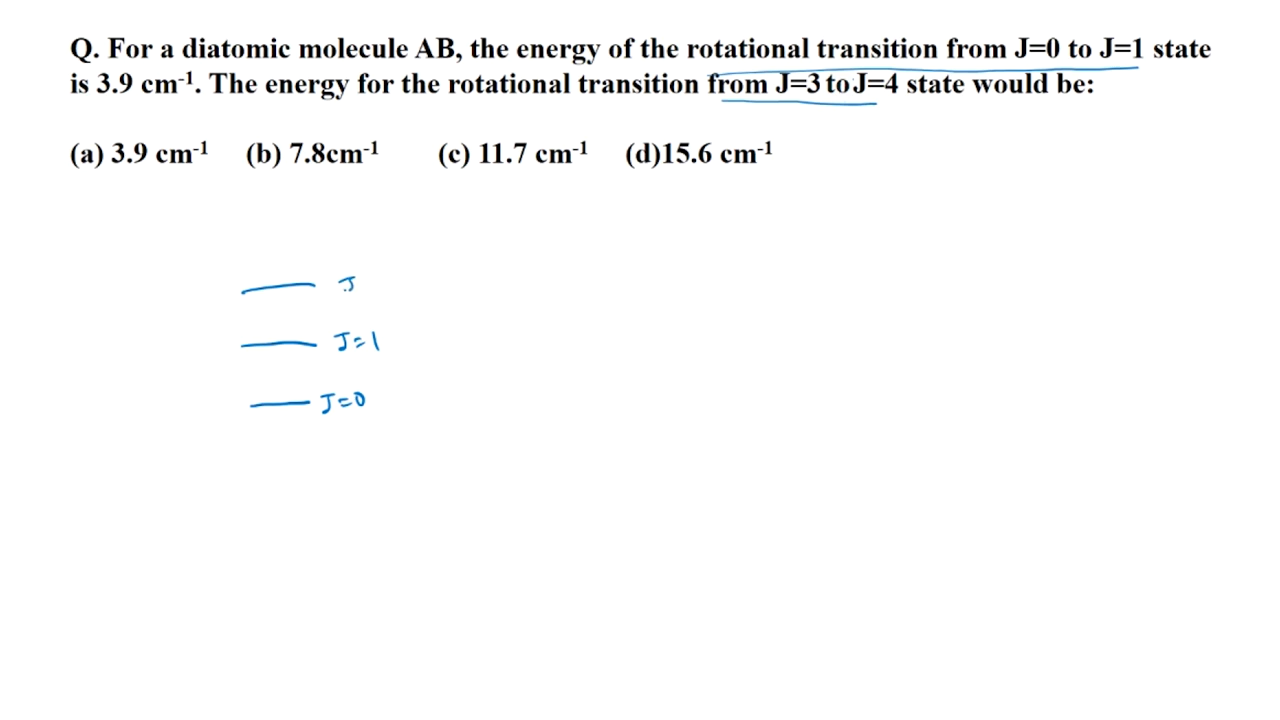 Q. For a diatomic molecule AB, the energy of the rotational transition from J=0 to J=1 state
is 3.9 cm⁻¹. The energy for the rotational transition from J=3 to J=4 state would be:
(a) 3.9 cm⁻¹ (b) 7.8cm⁻¹ (c) 11.7 cm⁻¹ (d)15.6 cm⁻¹
J
J=1
J=0